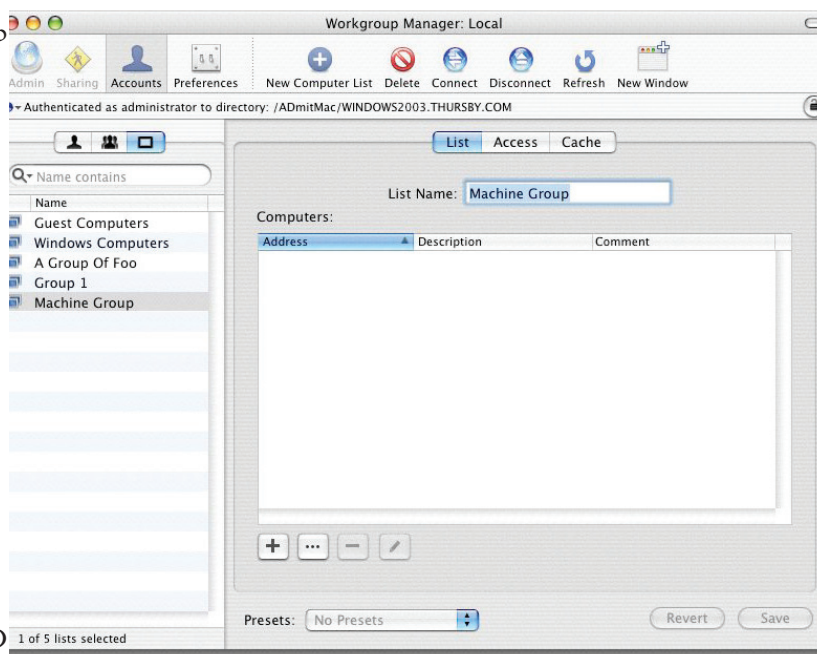 Workgroup Manager: Local
Admin Sharing Accounts Preferences New Computer List Delete Connect Disconnect Refresh New Window
Authenticated as administrator to directory: /ADmitMac/WINDOWS2003.THURSBY.COM
List Access Cache
Name contains
List Name: Machine Group
Name
Computers:
Address Description Comment
Guest Computers
Windows Computers
A Group Of Foo
Group 1
Machine Group
Presets: No Presets
Revert Save
1 of 5 lists selected